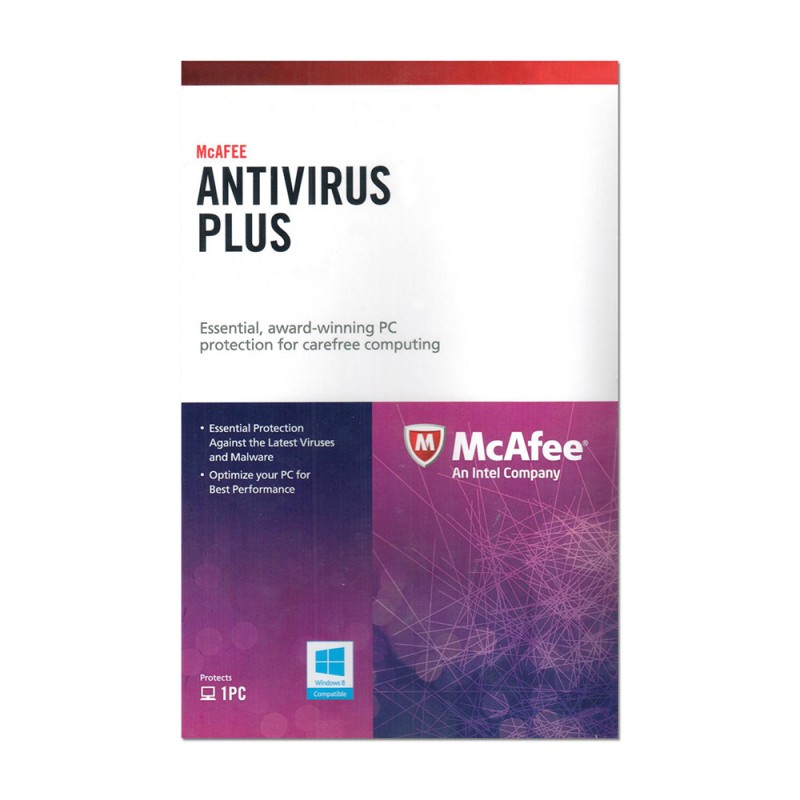 McAFEE
ANTIVIRUS
PLUS
Essential, award-winning PC
protection for carefree computing
• Essential Protection
Against the Latest Viruses
and Malware
• Optimize your PC for
Best Performance
M
McAfee®
An Intel Company
Windows 8
Compatible
Protects
1PC